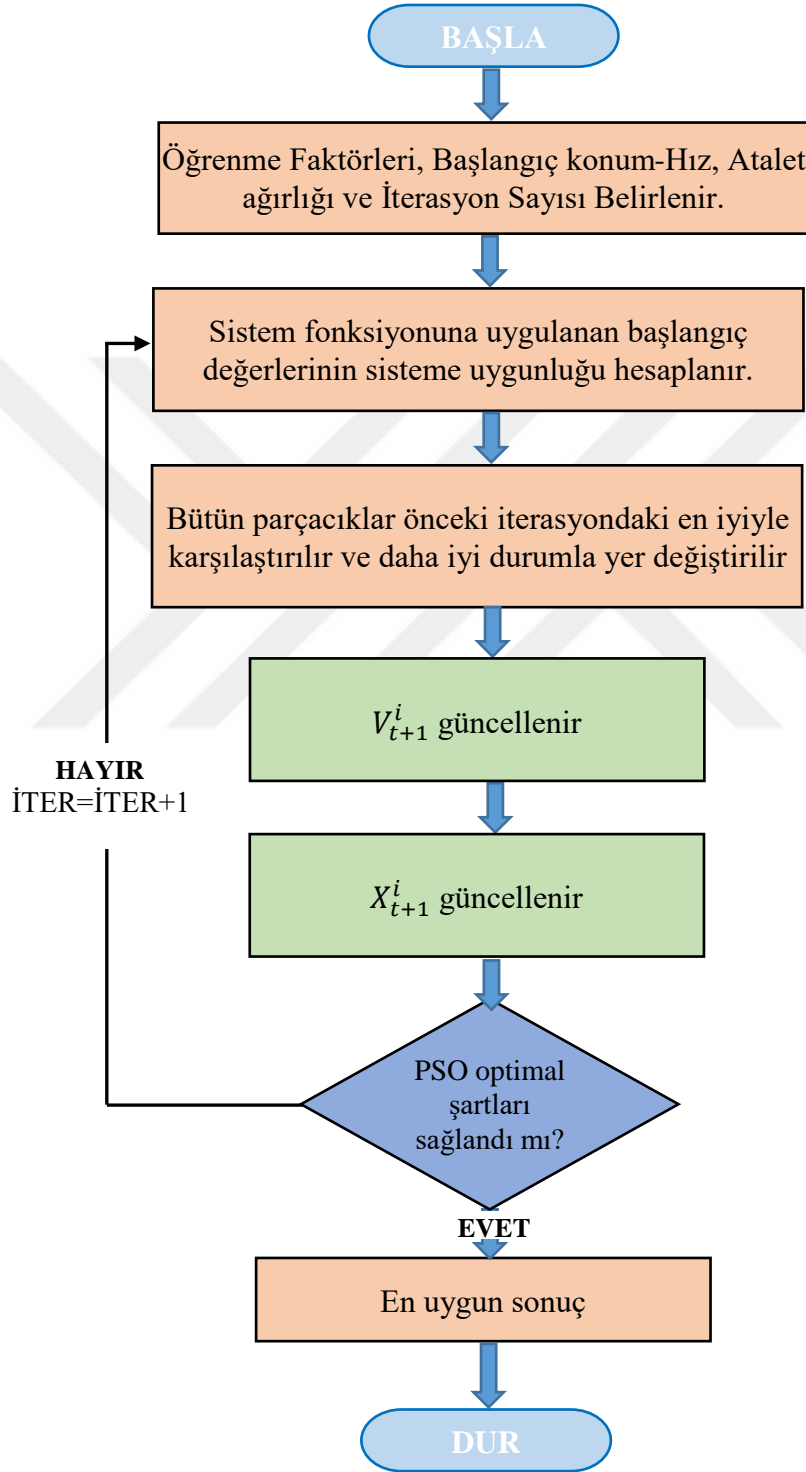 BAŞLA
Öğrenme Faktörleri, Başlangıç konum-Hız, Atalet
ağırlığı ve İterasyon Sayısı Belirlenir.
Sistem fonksiyonuna uygulanan başlangıç
değerlerinin sisteme uygunluğu hesaplanır.
Bütün parçacıklar önceki iterasyondaki en iyiyle
karşılaştırılır ve daha iyi durumla yer değiştirilir
$V_{t+1}^{i}$ güncellenir
HAYIR
İTER=İTER+1
$X_{t+1}^{i}$ güncellenir
PSO optimal
şartları
sağlandı mı?
EVET
En uygun sonuç
DUR